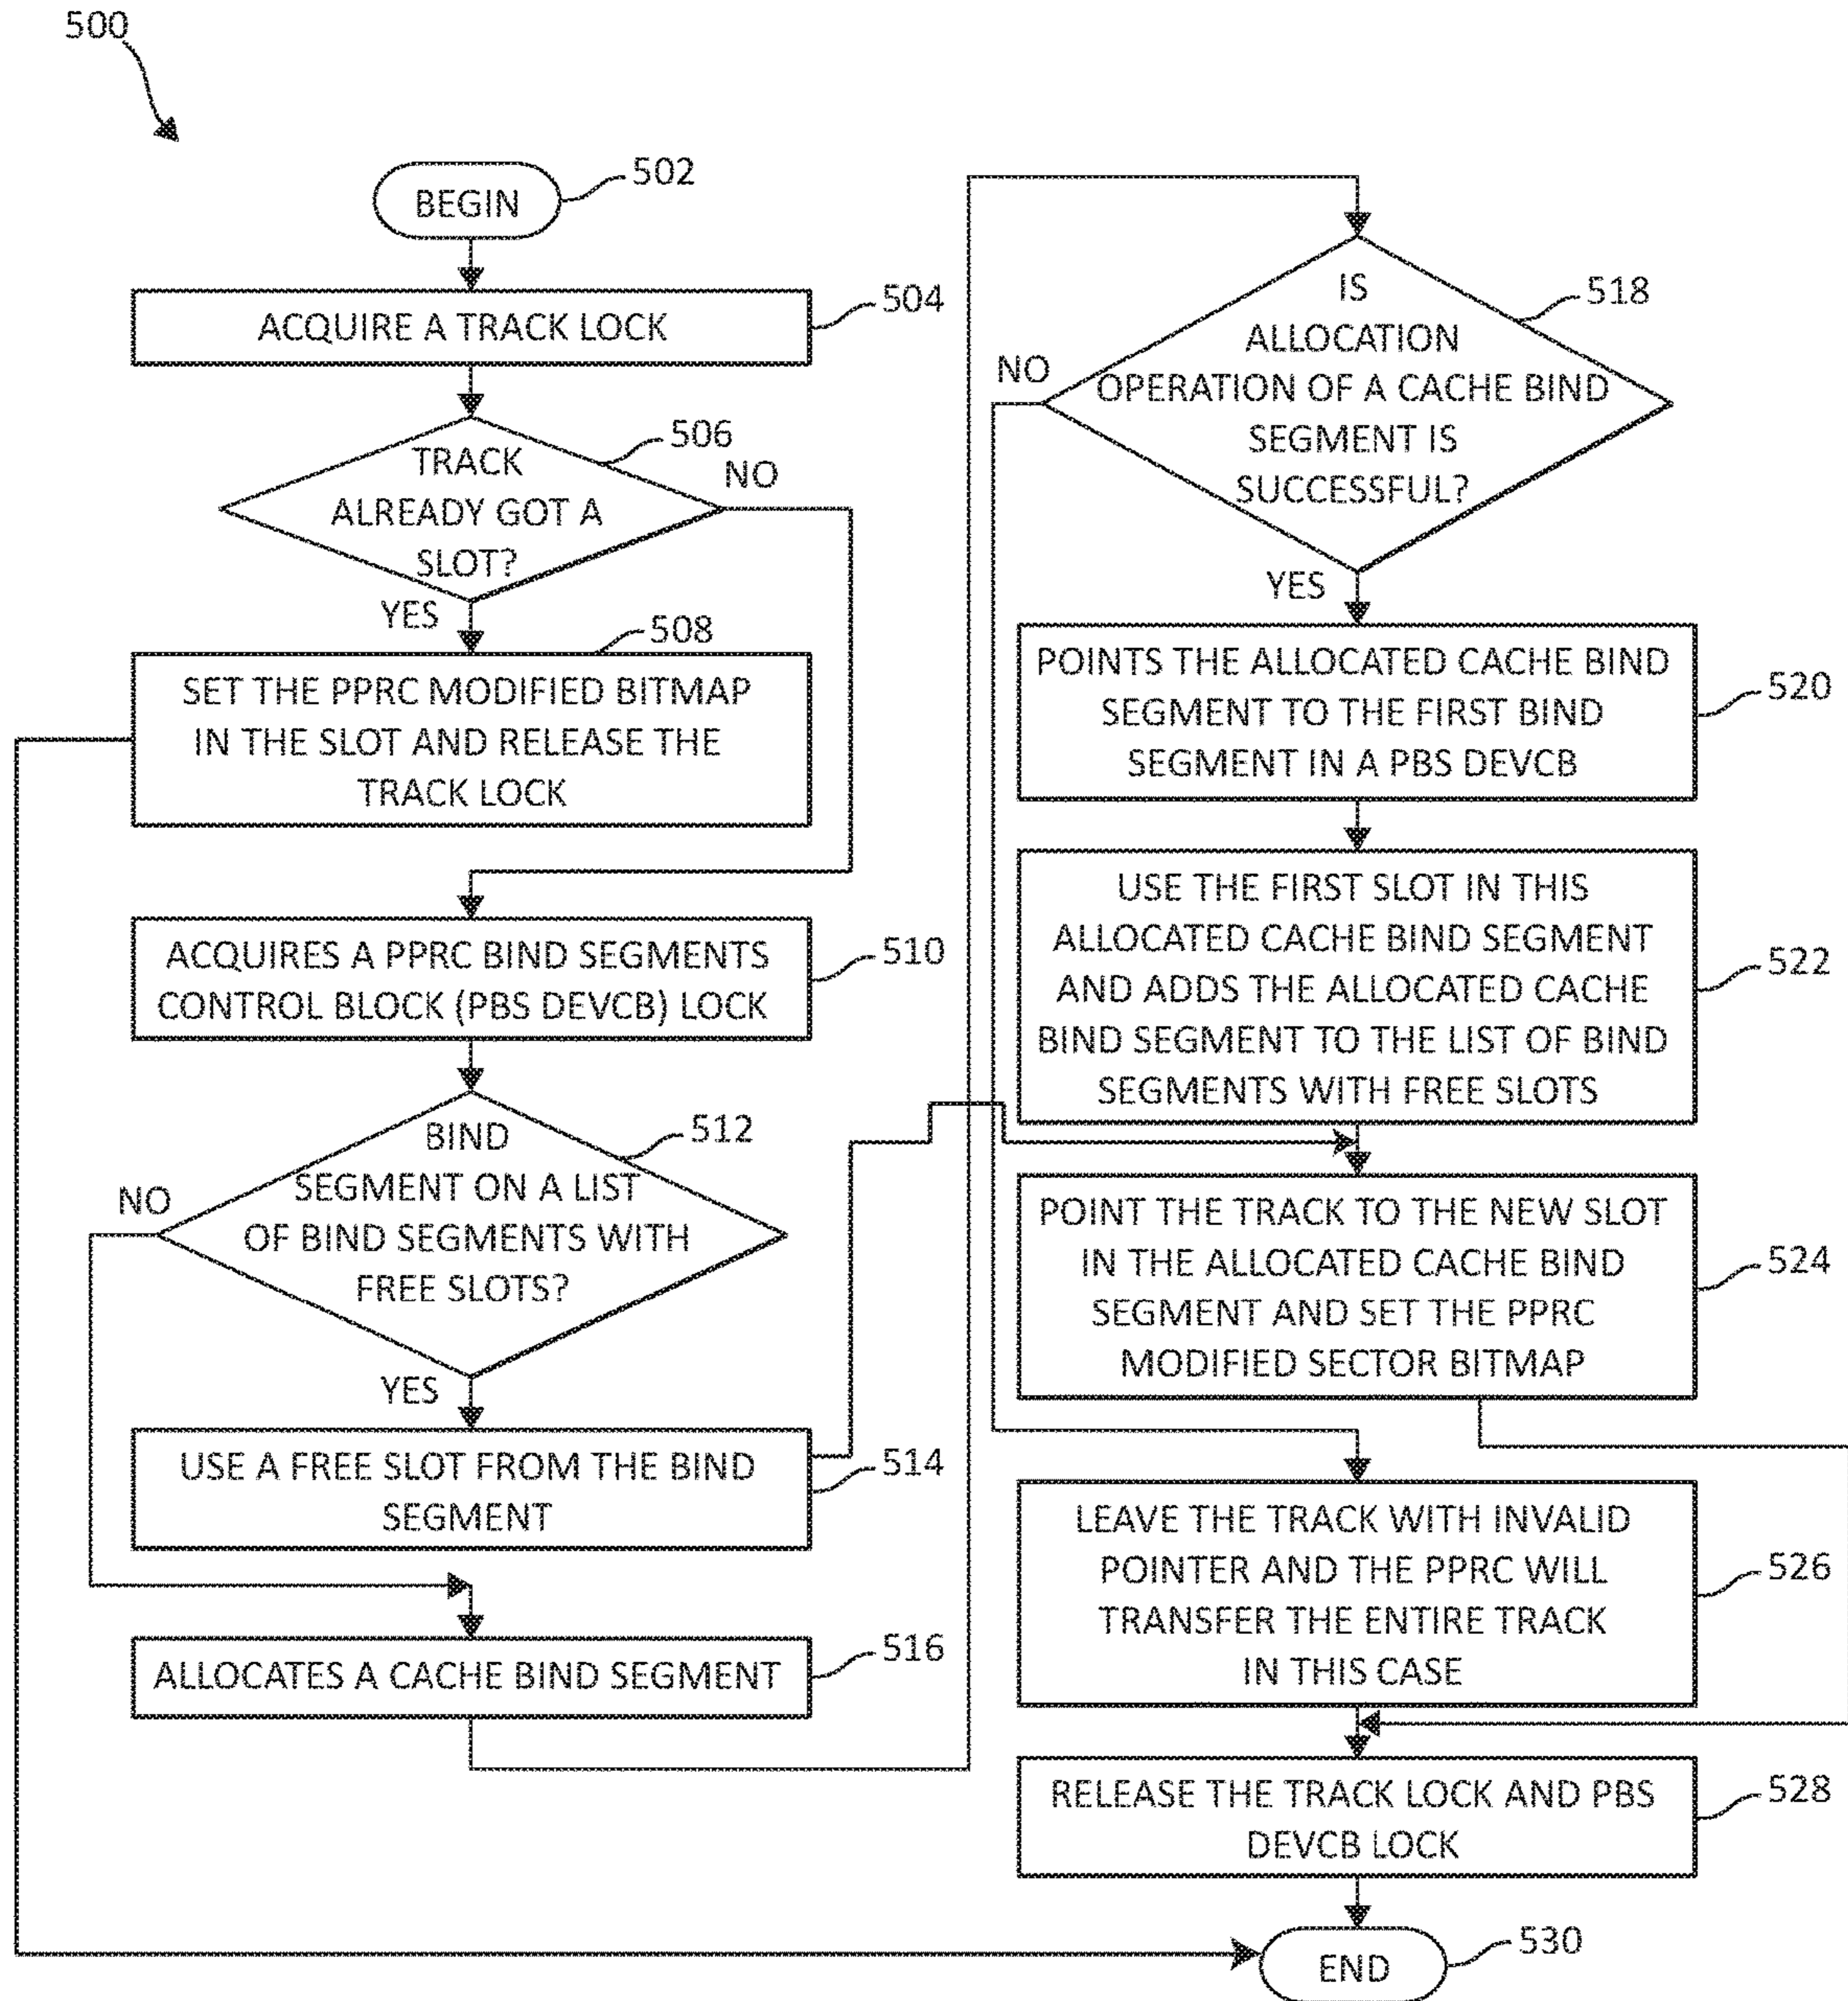 500
BEGIN
502
ACQUIRE A TRACK LOCK
504
TRACK
ALREADY GOT A
SLOT?
506
NO
YES
508
SET THE PPRC MODIFIED BITMAP
IN THE SLOT AND RELEASE THE
TRACK LOCK
ACQUIRES A PPRC BIND SEGMENTS
CONTROL BLOCK (PBS DEVCB) LOCK
510
BIND
SEGMENT ON A LIST
OF BIND SEGMENTS WITH
FREE SLOTS?
512
NO
YES
USE A FREE SLOT FROM THE BIND
SEGMENT
514
ALLOCATES A CACHE BIND SEGMENT
516
IS
ALLOCATION
OPERATION OF A CACHE BIND
SEGMENT IS
SUCCESSFUL?
518
NO
YES
POINTS THE ALLOCATED CACHE BIND
SEGMENT TO THE FIRST BIND
SEGMENT IN A PBS DEVCB
520
USE THE FIRST SLOT IN THIS
ALLOCATED CACHE BIND SEGMENT
AND ADDS THE ALLOCATED CACHE
BIND SEGMENT TO THE LIST OF BIND
SEGMENTS WITH FREE SLOTS
522
POINT THE TRACK TO THE NEW SLOT
IN THE ALLOCATED CACHE BIND
SEGMENT AND SET THE PPRC
MODIFIED SECTOR BITMAP
524
LEAVE THE TRACK WITH INVALID
POINTER AND THE PPRC WILL
TRANSFER THE ENTIRE TRACK
IN THIS CASE
526
RELEASE THE TRACK LOCK AND PBS
DEVCB LOCK
528
END
530